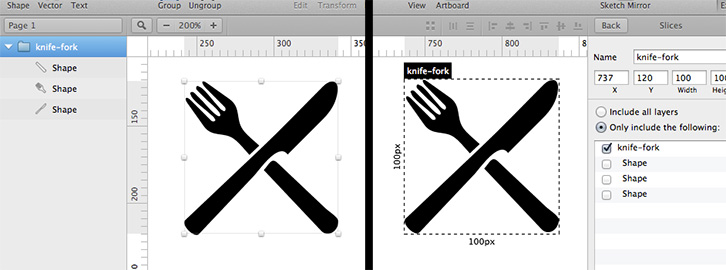 Shape Vector Text
Group Ungroup
Edit Transform
Page 1
200%
knife-fork
Shape
Shape
Shape
250 300 350
150
200
View Artboard
Sketch Mirror
Back Slices
750 800
knife-fork
100px
100px
Name knife-fork
737 120 100 100
X Y Width Heig
Include all layers
Only include the following:
knife-fork
Shape
Shape
Shape